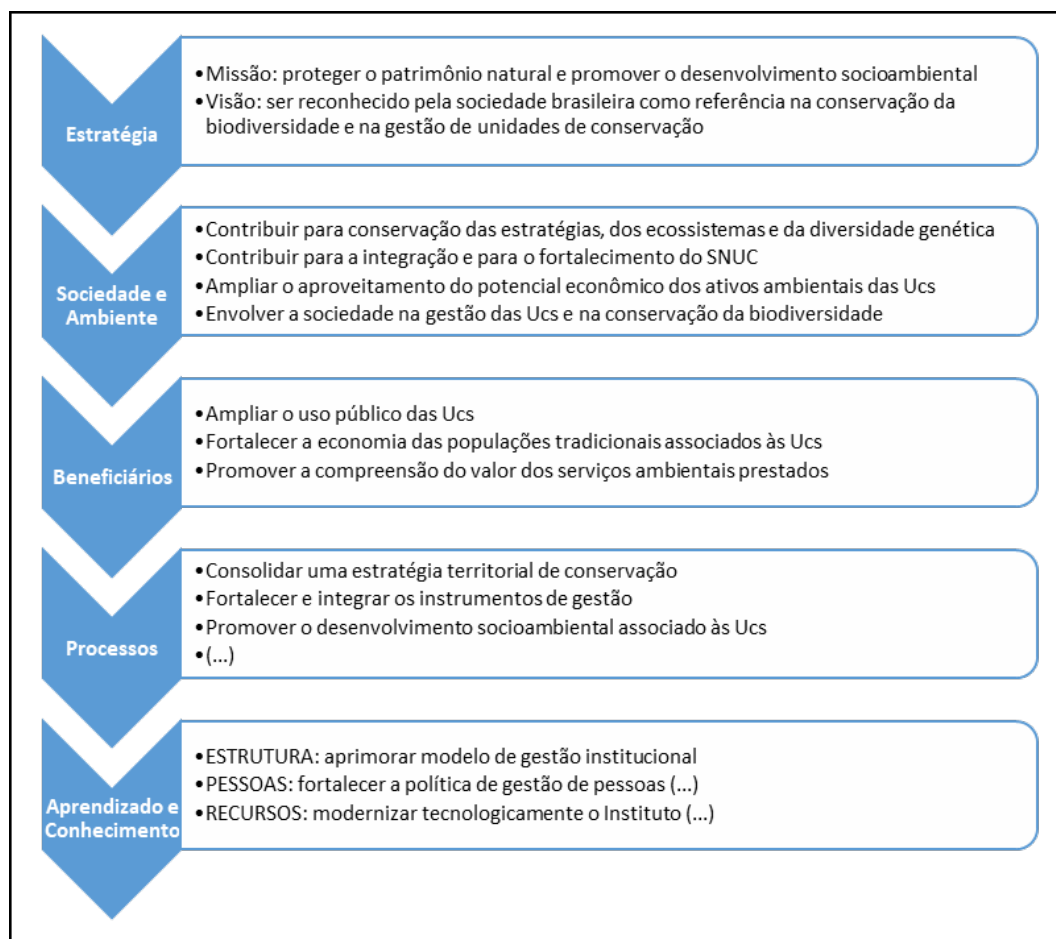 Estratégia
•Missão: proteger o patrimônio natural e promover o desenvolvimento socioambiental
•Visão: ser reconhecido pela sociedade brasileira como referência na conservação da
biodiversidade e na gestão de unidades de conservação
Sociedade e
Ambiente
•Contribuir para conservação das estratégias, dos ecossistemas e da diversidade genética
•Contribuir para a integração e para o fortalecimento do SNUC
•Ampliar o aproveitamento do potencial econômico dos ativos ambientais das Ucs
•Envolver a sociedade na gestão das Ucs e na conservação da biodiversidade
Beneficiários
•Ampliar o uso público das Ucs
•Fortalecer a economia das populações tradicionais associados às Ucs
•Promover a compreensão do valor dos serviços ambientais prestados
Processos
•Consolidar uma estratégia territorial de conservação
•Fortalecer e integrar os instrumentos de gestão
•Promover o desenvolvimento socioambiental associado às Ucs
•(...)
Aprendizado e
Conhecimento
•ESTRUTURA: aprimorar modelo de gestão institucional
•PESSOAS: fortalecer a política de gestão de pessoas (...)
•RECURSOS: modernizar tecnologicamente o Instituto (...)